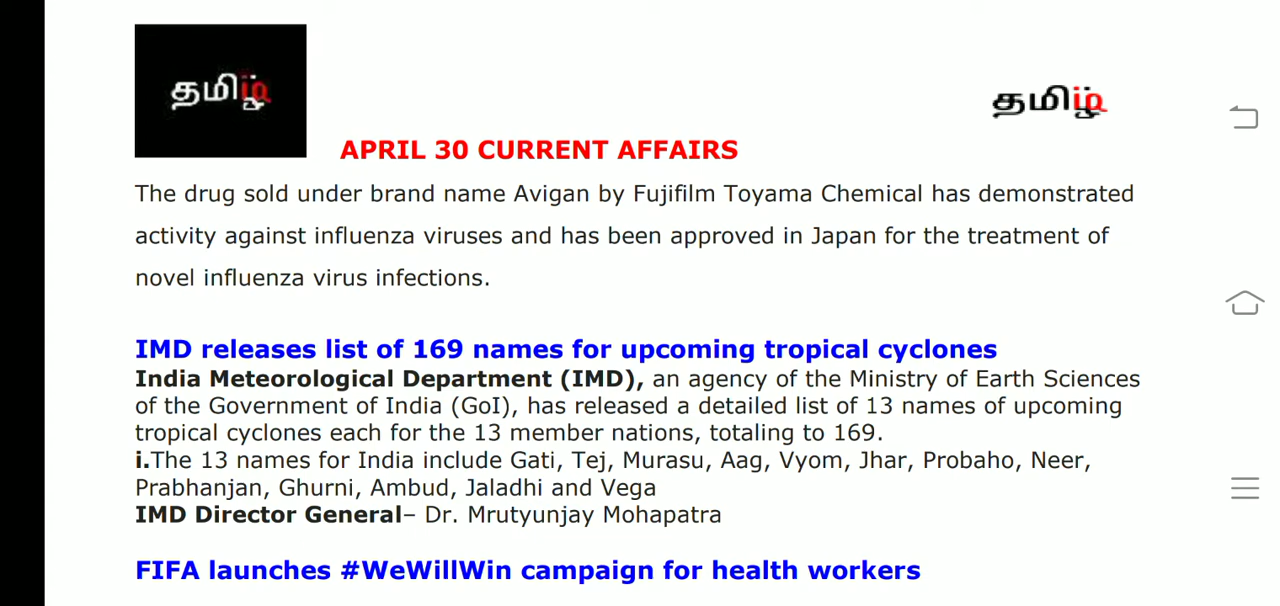 தமிழ்
தமிழ்
APRIL 30 CURRENT AFFAIRS
The drug sold under brand name Avigan by Fujifilm Toyama Chemical has demonstrated
activity against influenza viruses and has been approved in Japan for the treatment of
novel influenza virus infections.
IMD releases list of 169 names for upcoming tropical cyclones
India Meteorological Department (IMD), an agency of the Ministry of Earth Sciences
of the Government of India (GoI), has released a detailed list of 13 names of upcoming
tropical cyclones each for the 13 member nations, totaling to 169.
i.The 13 names for India include Gati, Tej, Murasu, Aag, Vyom, Jhar, Probaho, Neer,
Prabhanjan, Ghurni, Ambud, Jaladhi and Vega
IMD Director General– Dr. Mrutyunjay Mohapatra
FIFA launches #WeWillWin campaign for health workers